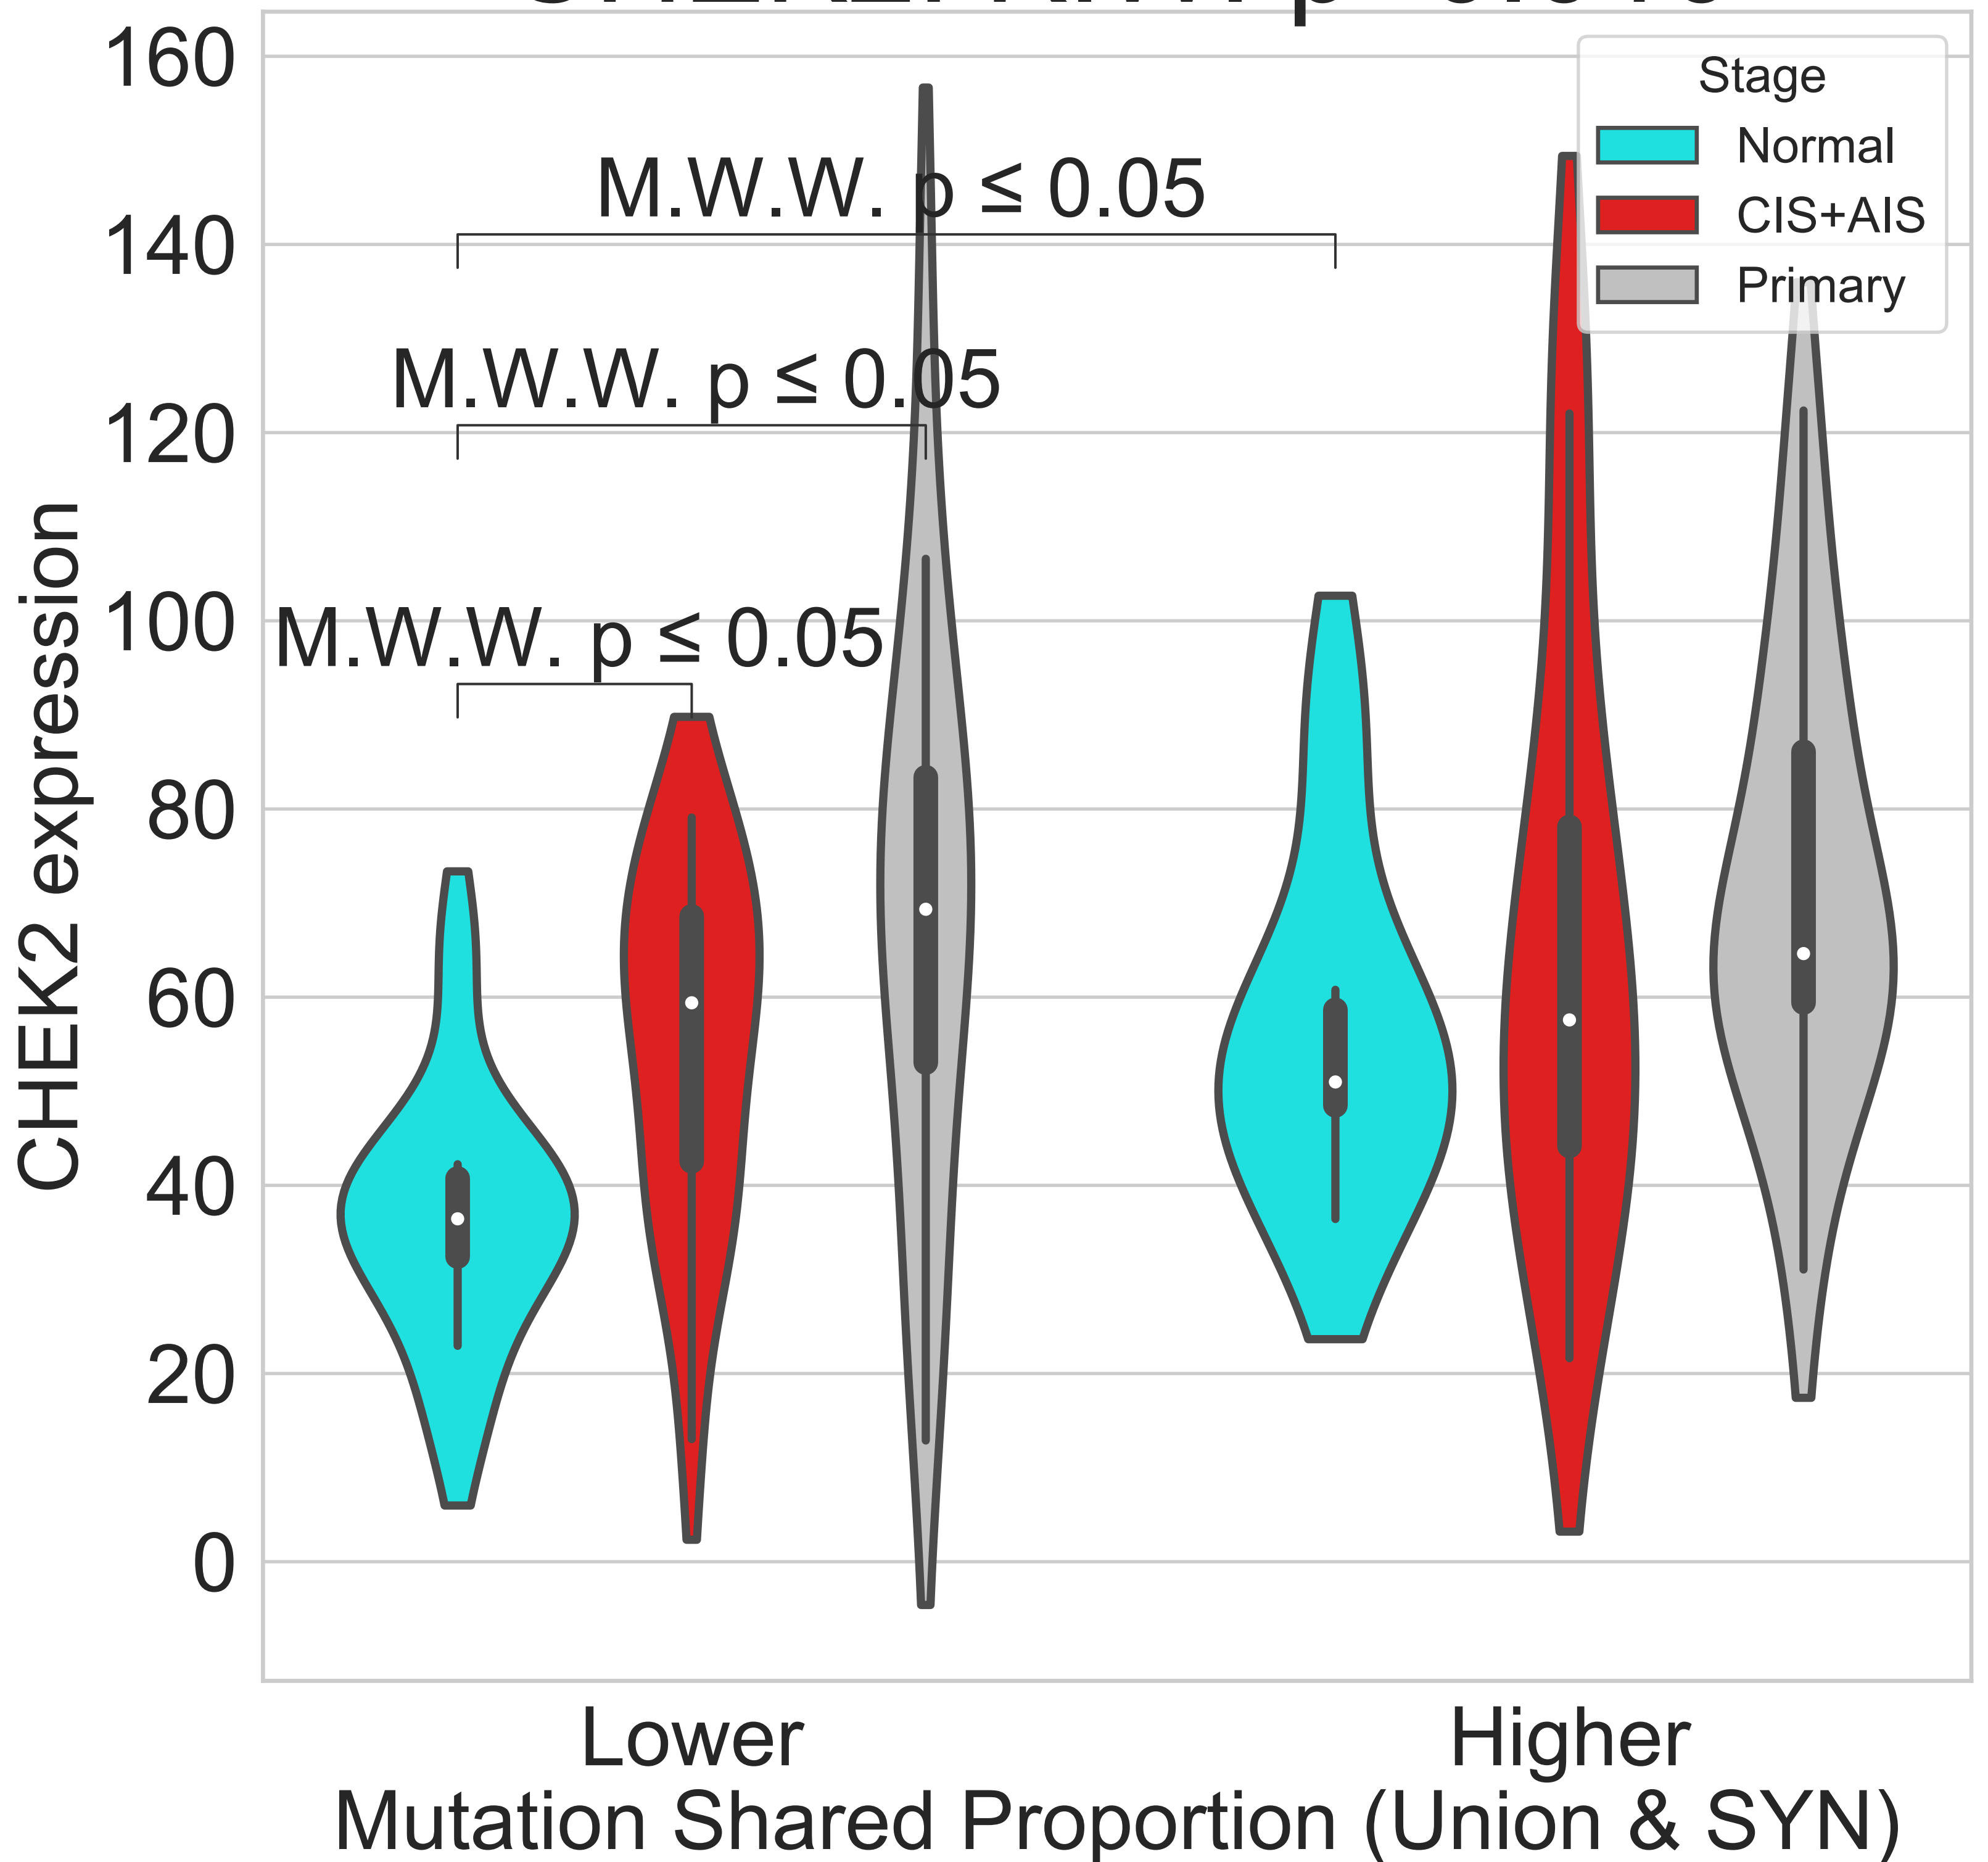 160
140
120
100
80
60
40
20
0
CHEK2 expression
M.W.W. p ≤ 0.05
M.W.W. p ≤ 0.05
M.W.W. p ≤ 0.05
Stage
Normal
CIS+AIS
Primary
Lower
Higher
Mutation Shared Proportion (Union & SYN)